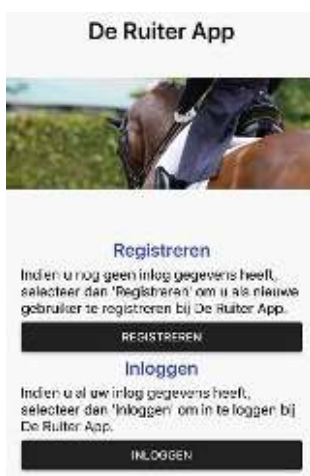 De Ruiter App
Registreren
Indien u nog geen inlog gegevens heeft,
selecteer dan 'Registreren' om u als nieuwe
gebruiker te registreren bij De Ruiter App.
REGISTREREN
Inloggen
Indien u al uw inlog gegevens heeft,
selecteer dan 'Inloggen' om in te loggen bij
De Ruiter App.
INLOGGEN